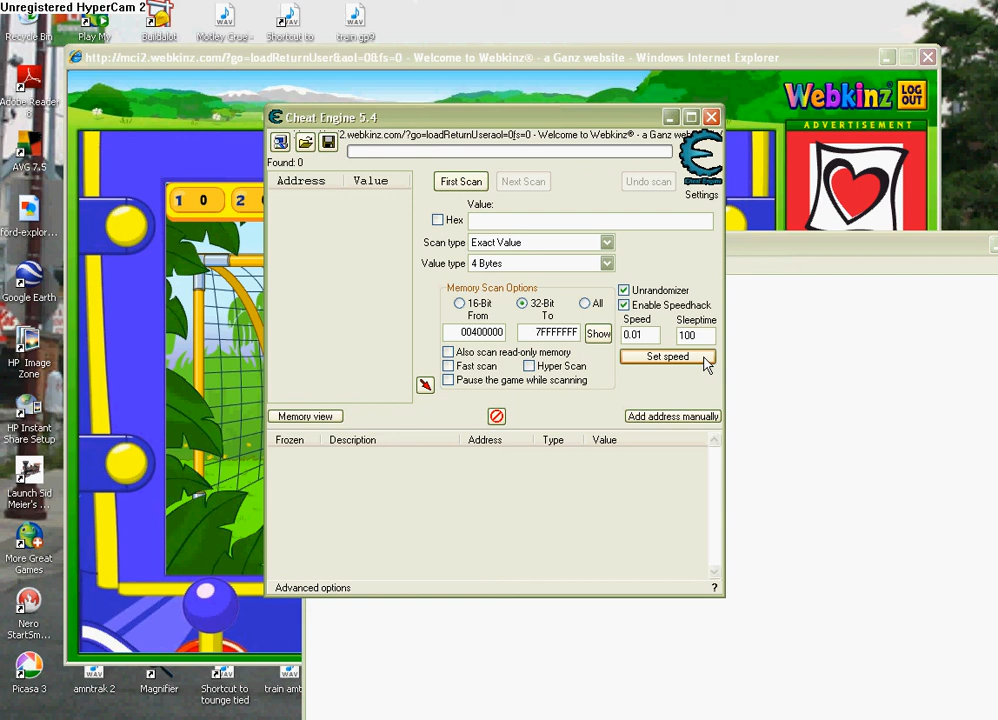 Unregistered HyperCam 2
Recycle Bin
Play My
Buildalot
Motley Crue -
Shortcut to
train gp9
http://mci2.webkinz.com/?go=loadReturnUser&aol=0&fs=0 - Welcome to Webkinz® - a Ganz website - Windows Internet Explorer
Webkinz
LOG OUT
ADVERTISEMENT
Adobe Reader
8
AVG 7.5
ford-explor...
Google Earth
HP Image
Zone
HP Instant
Share Setup
Launch Sid
Meier's ...
More Great
Games
Nero
StartSm...
Picasa 3
1 0 2
Cheat Engine 5.4
2.webkinz.com/?go=loadReturnUseraol=0fs=0 - Welcome to Webkinz® - a Ganz
Found: 0
Address Value
First Scan Next Scan Undo scan
Settings
Value:
Hex
Scan type Exact Value
Value type 4 Bytes
Memory Scan Options
16-Bit 32-Bit All
From To
00400000 7FFFFFFF Show
Also scan read-only memory
Fast scan Hyper Scan
Pause the game while scanning
Unrandomizer
Enable Speedhack
Speed Sleeptime
0.01 100
Set speed
Memory view Add address manually
Frozen Description Address Type Value
Advanced options ?
amntrak 2
Magnifier
Shortcut to
tounge tied
train amt